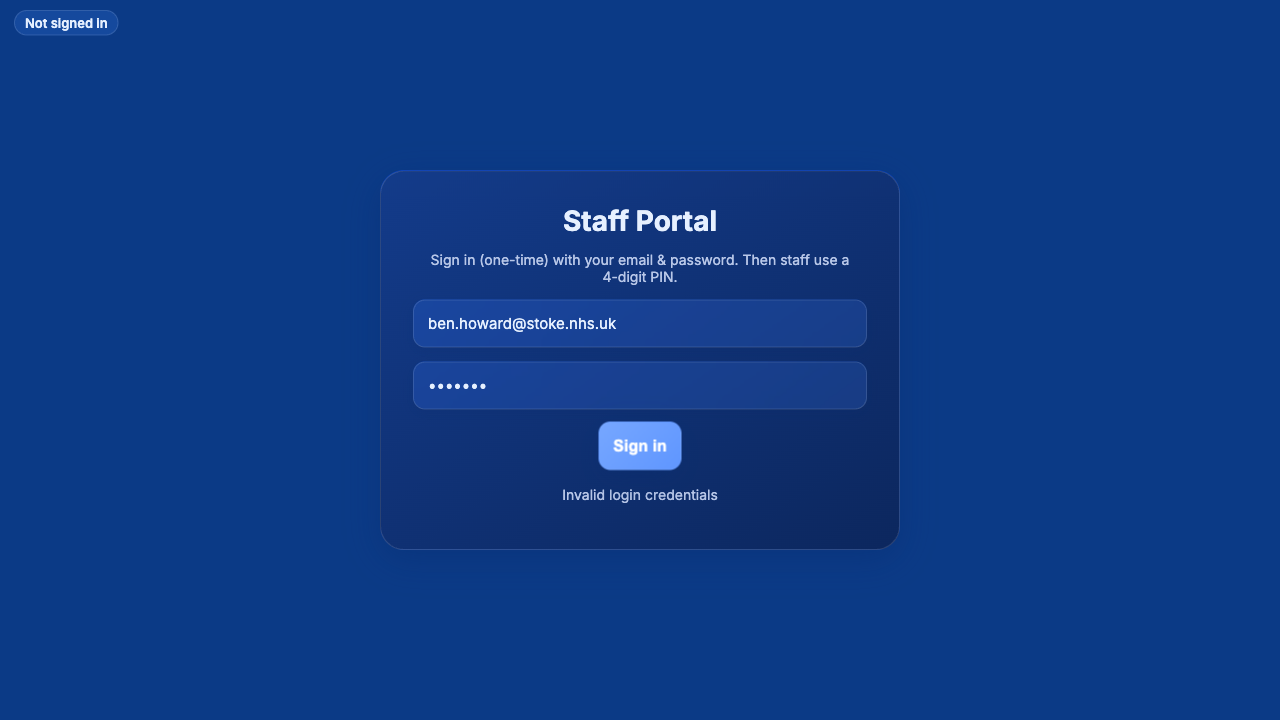 Not signed in
Staff Portal
Sign in (one-time) with your email & password. Then staff use a
4-digit PIN.
ben.howard@stoke.nhs.uk
•••••••
Sign in
Invalid login credentials